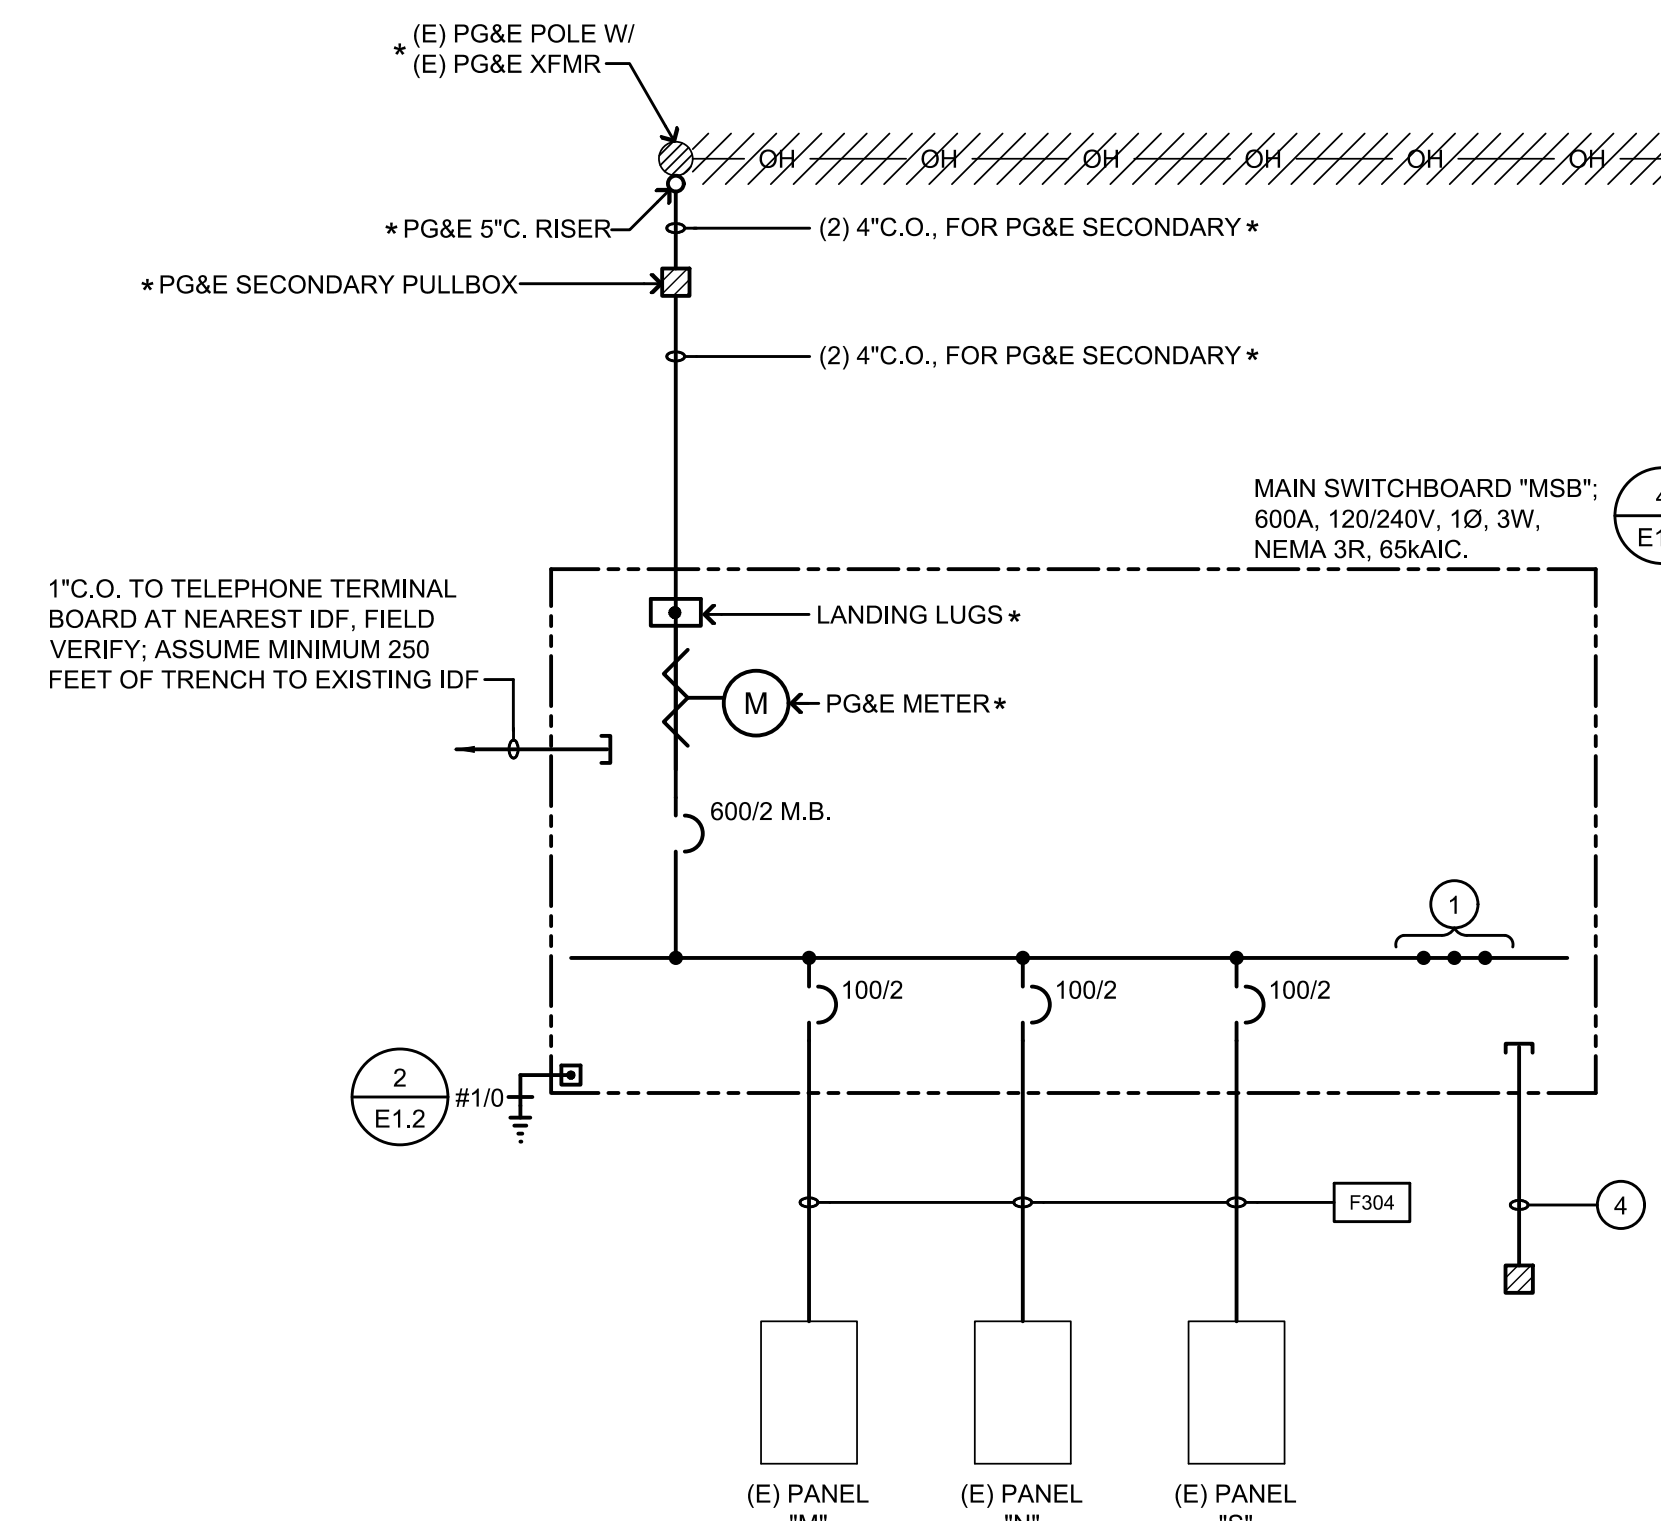 * (E) PG&E POLE W/
(E) PG&E XFMR
OH OH OH OH OH OH
* PG&E 5"C. RISER
(2) 4"C.O., FOR PG&E SECONDARY *
* PG&E SECONDARY PULLBOX
(2) 4"C.O., FOR PG&E SECONDARY *
MAIN SWITCHBOARD "MSB";
600A, 120/240V, 1Ø, 3W,
NEMA 3R, 65kAIC.
1"C.O. TO TELEPHONE TERMINAL
BOARD AT NEAREST IDF, FIELD
VERIFY; ASSUME MINIMUM 250
FEET OF TRENCH TO EXISTING IDF
LANDING LUGS *
M
PG&E METER *
600/2 M.B.
1
100/2
100/2
100/2
2
E1.2
#1/0
F304
4
(E) PANEL
"M"
(E) PANEL
"N"
(E) PANEL
"S"